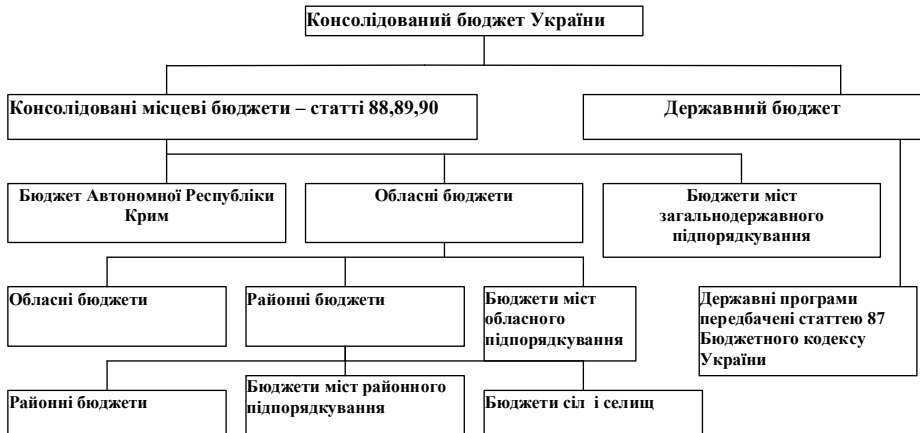 Консолідований бюджет України
Консолідовані місцеві бюджети – статті 88,89,90
Державний бюджет
Бюджет Автономної Республіки
Крим
Обласні бюджети
Бюджети міст
загальнодержавного
підпорядкування
Обласні бюджети
Районні бюджети
Бюджети міст
обласного
підпорядкування
Державні програми
передбачені статтею 87
Бюджетного кодексу
України
Районні бюджети
Бюджети міст районного
підпорядкування
Бюджети сіл і селищ